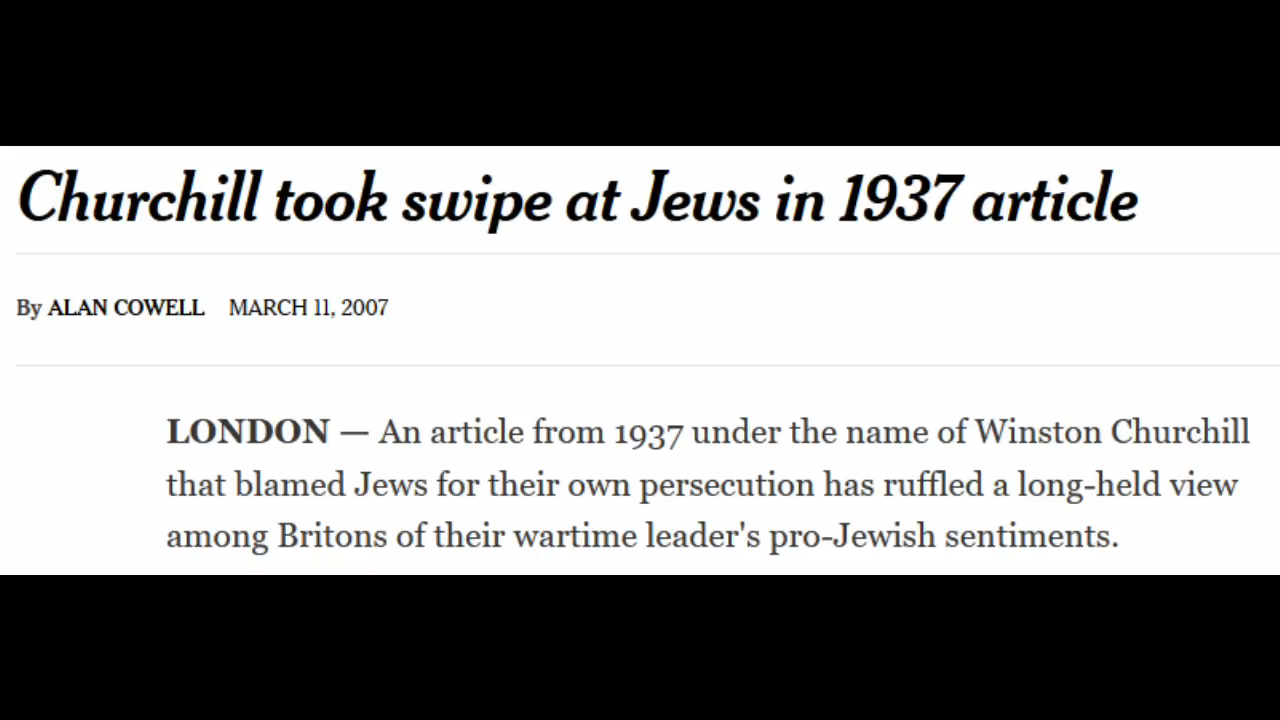 Churchill took swipe at Jews in 1937 article
By ALAN COWELL MARCH 11, 2007
LONDON — An article from 1937 under the name of Winston Churchill
that blamed Jews for their own persecution has ruffled a long-held view
among Britons of their wartime leader's pro-Jewish sentiments.